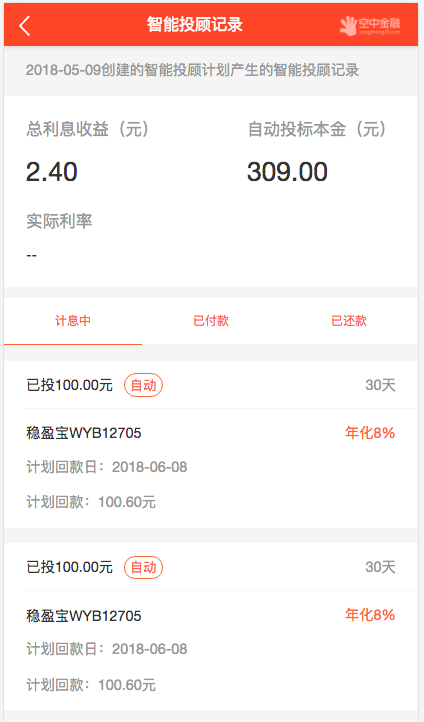 智能投顾记录
空中金融
2018-05-09创建的智能投顾计划产生的智能投顾记录
总利息收益（元） 自动投标本金（元）
2.40 309.00
实际利率
--
计息中 已付款 已还款
已投100.00元 自动 30天
稳盈宝WYB12705 年化8%
计划回款日：2018-06-08
计划回款：100.60元
已投100.00元 自动 30天
稳盈宝WYB12705 年化8%
计划回款日：2018-06-08
计划回款：100.60元